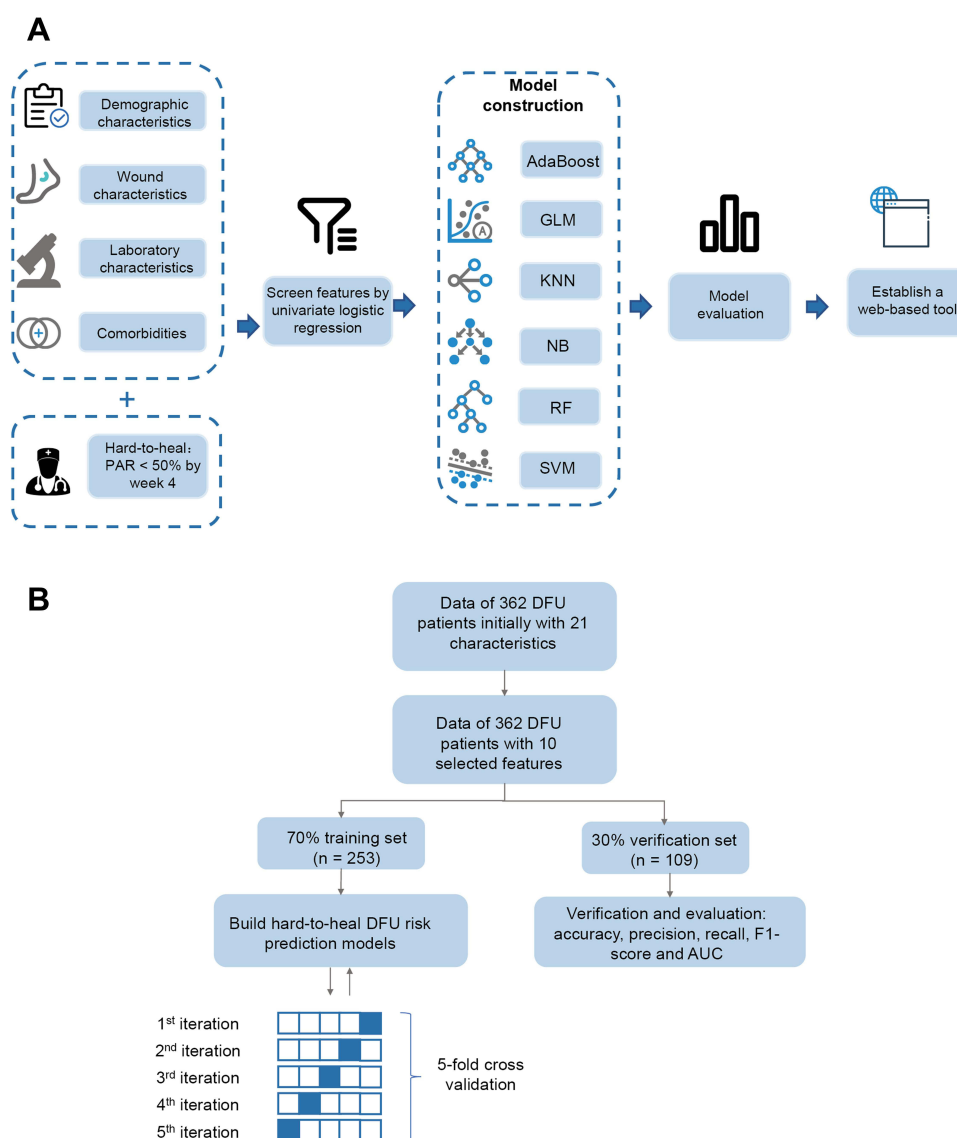 A
Demographic
characteristics
Wound
characteristics
Laboratory
characteristics
Comorbidities
+
Hard-to-heal:
PAR < 50% by
week 4
Screen features by
univariate logistic
regression
Model
construction
AdaBoost
A
GLM
KNN
NB
RF
SVM
Model
evaluation
Establish a
web-based tool
B
Data of 362 DFU
patients initially with 21
characteristics
Data of 362 DFU
patients with 10
selected features
70% training set
(n = 253)
30% verification set
(n = 109)
Build hard-to-heal DFU risk
prediction models
Verification and evaluation:
accuracy, precision, recall, F1-
score and AUC
1st iteration
2nd iteration
3rd iteration
4th iteration
5th iteration
5-fold cross
validation